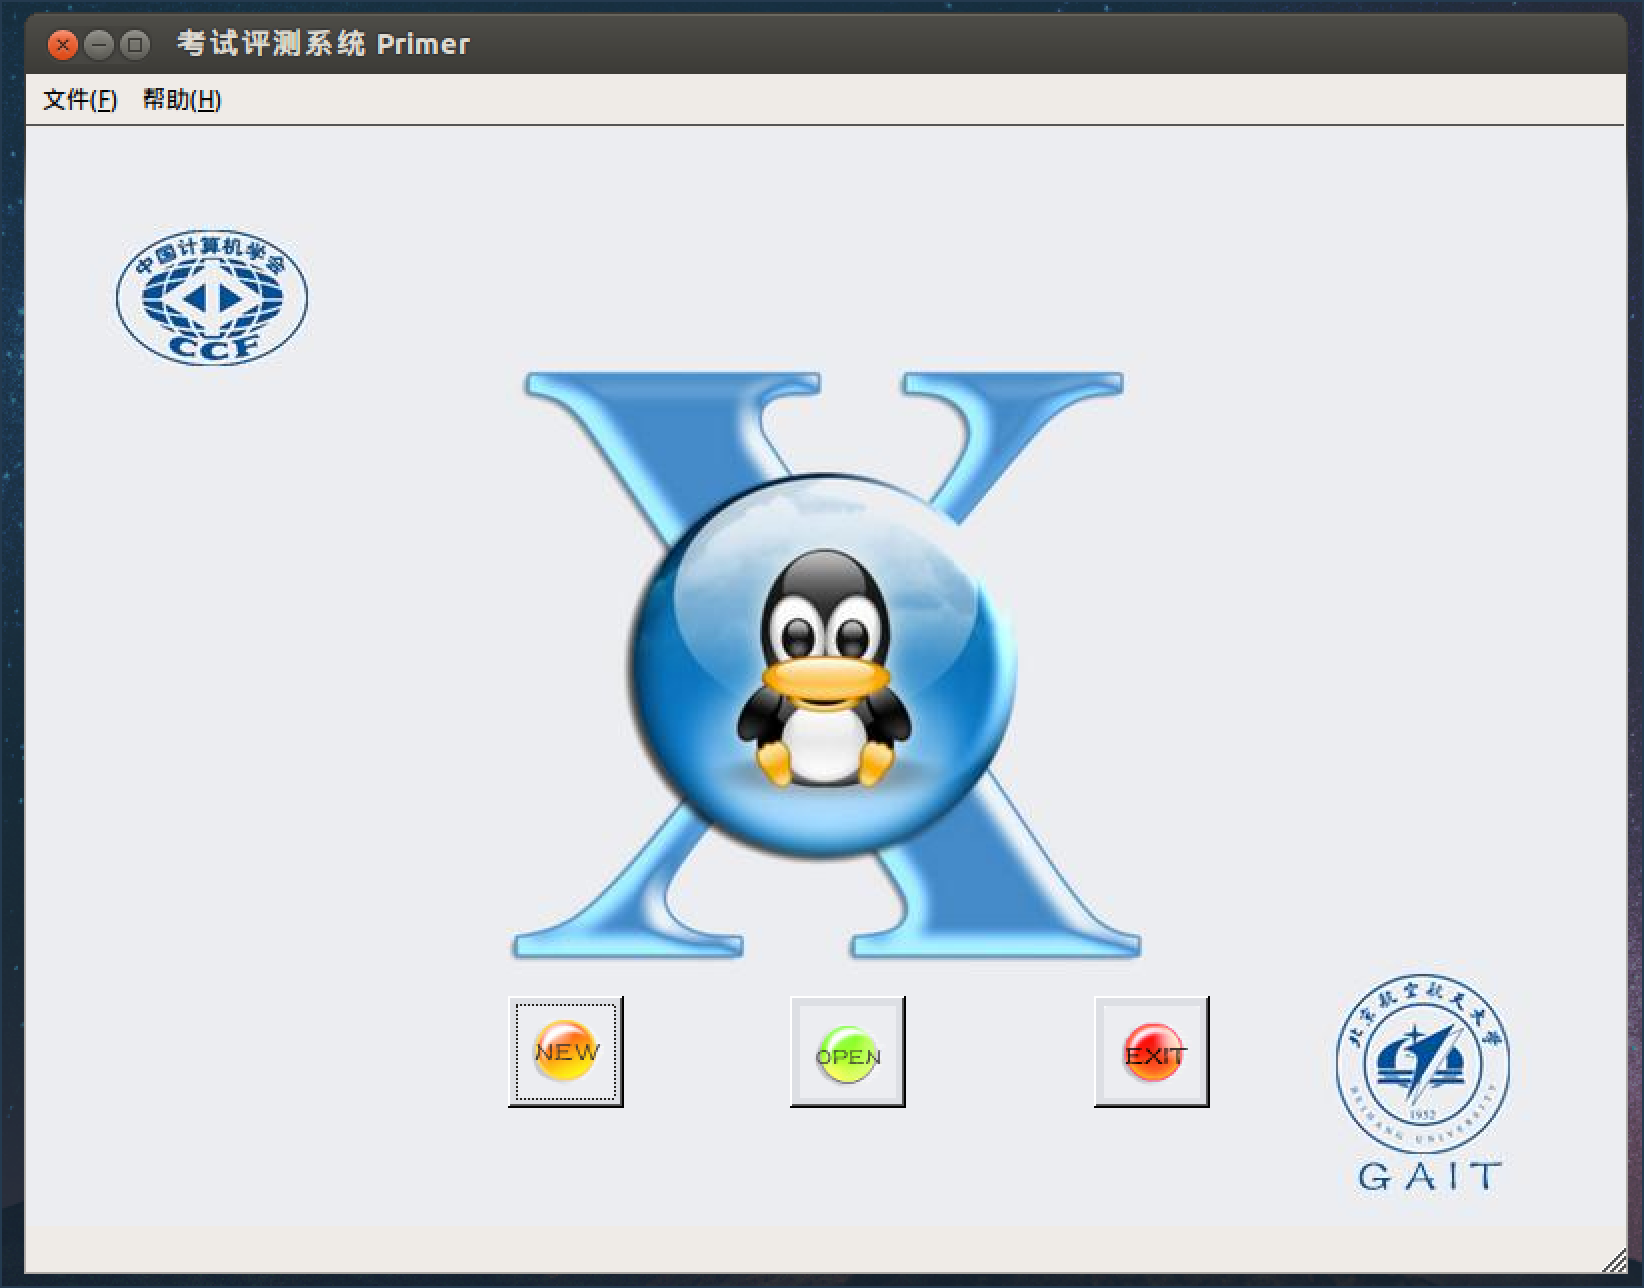 考试评测系统 Primer
文件(F) 帮助(H)
中国计算机学会
CCF
NEW
OPEN
EXIT
北京航空航天大学
1952
BEIHANG UNIVERSITY
GAIT